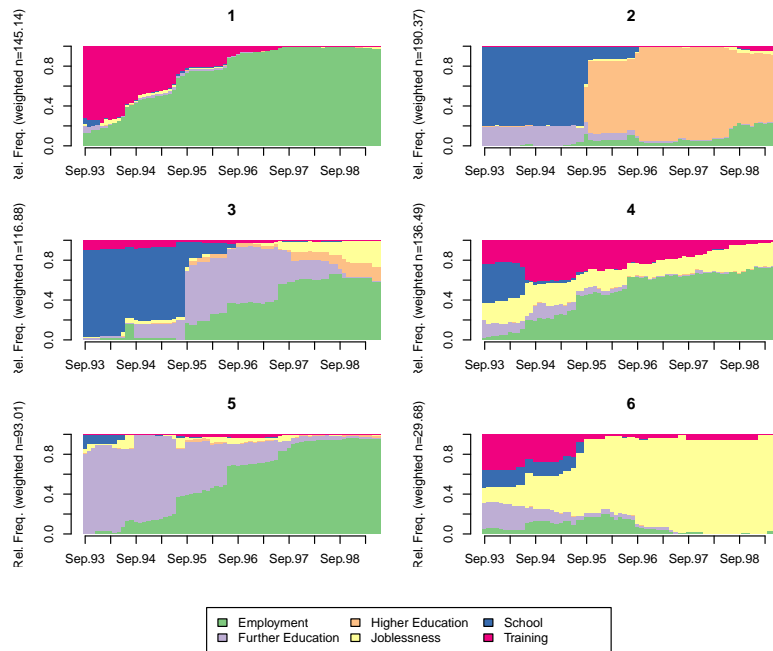 1
2
Rel. Freq. (weighted n=145.14)
0.0 0.4 0.8
Sep.93 Sep.94 Sep.95 Sep.96 Sep.97 Sep.98
Rel. Freq. (weighted n=190.37)
0.0 0.4 0.8
Sep.93 Sep.94 Sep.95 Sep.96 Sep.97 Sep.98
3
4
Rel. Freq. (weighted n=116.88)
0.0 0.4 0.8
Sep.93 Sep.94 Sep.95 Sep.96 Sep.97 Sep.98
Rel. Freq. (weighted n=136.49)
0.0 0.4 0.8
Sep.93 Sep.94 Sep.95 Sep.96 Sep.97 Sep.98
5
6
Rel. Freq. (weighted n=93.01)
0.0 0.4 0.8
Sep.93 Sep.94 Sep.95 Sep.96 Sep.97 Sep.98
Rel. Freq. (weighted n=29.68)
0.0 0.4 0.8
Sep.93 Sep.94 Sep.95 Sep.96 Sep.97 Sep.98
Employment Higher Education School
Further Education Joblessness Training